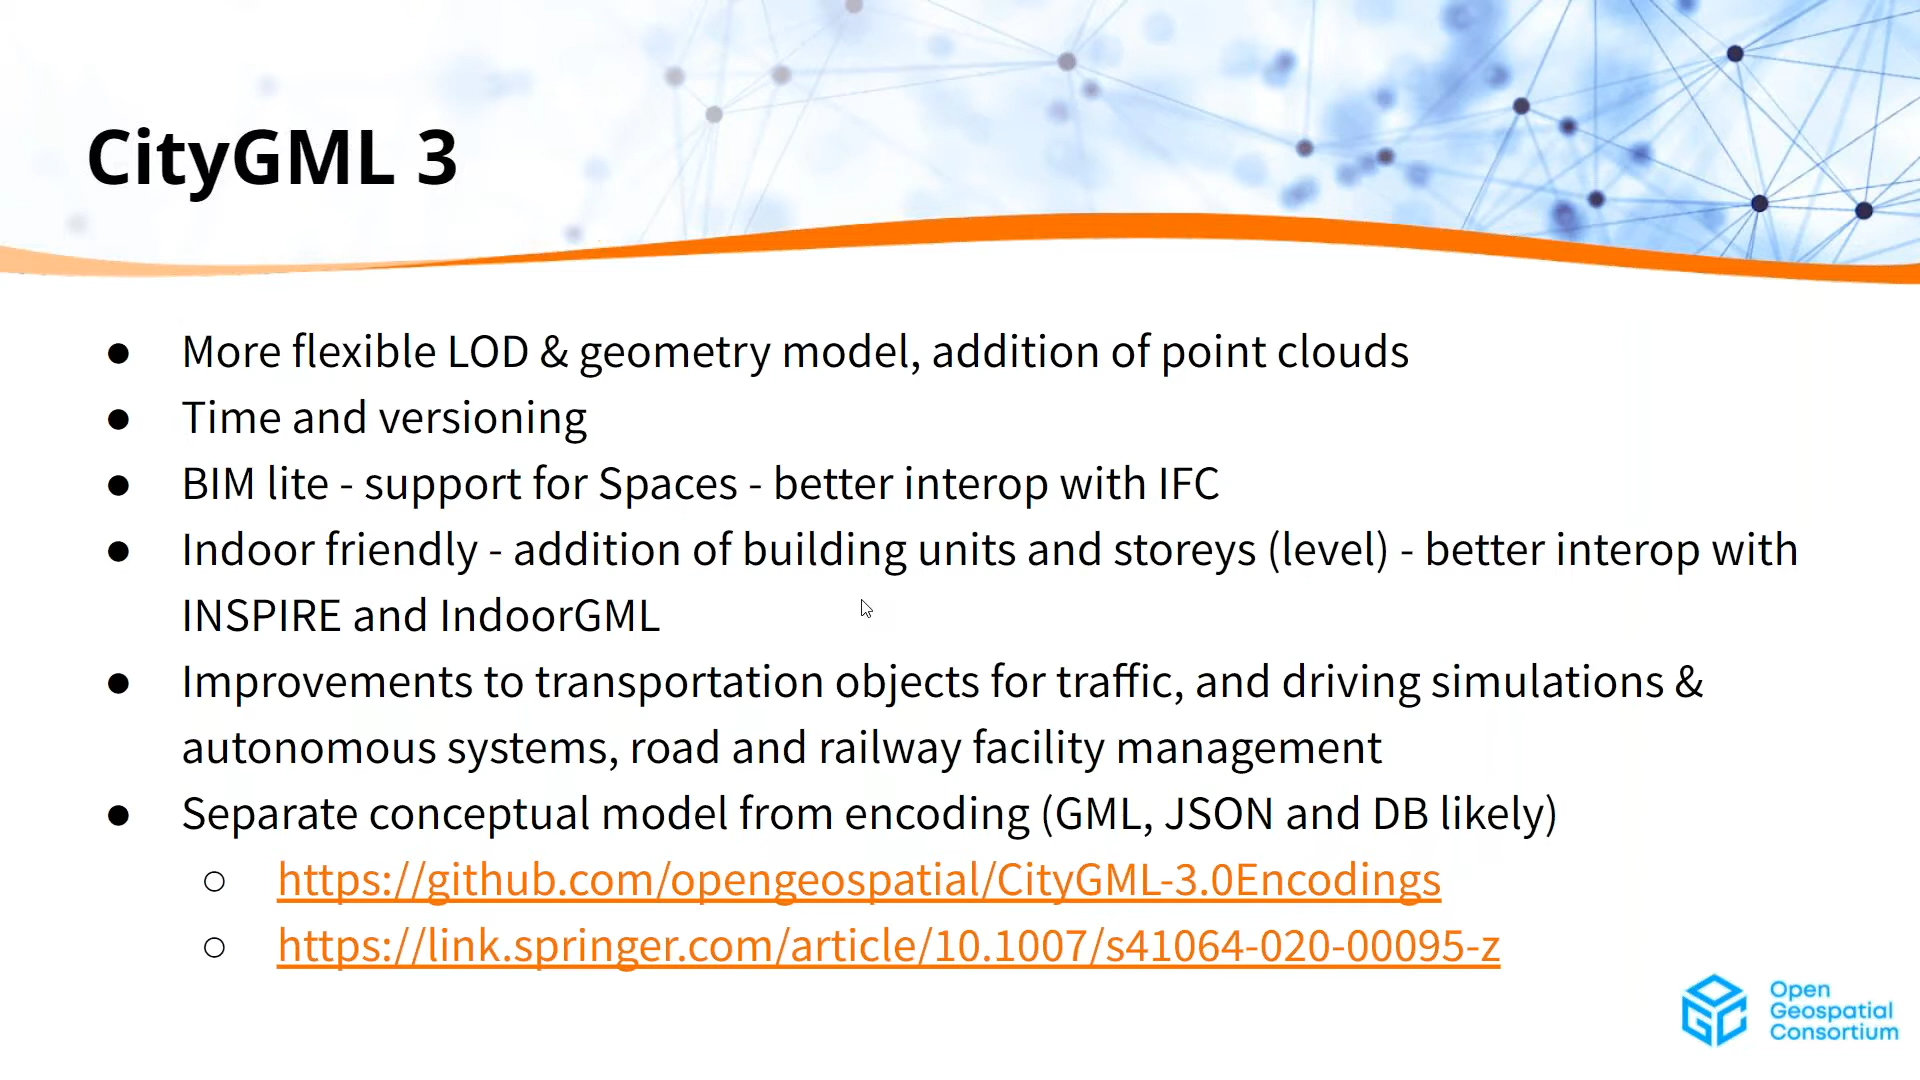 CityGML 3
● More flexible LOD & geometry model, addition of point clouds
● Time and versioning
● BIM lite - support for Spaces - better interop with IFC
● Indoor friendly - addition of building units and storeys (level) - better interop with
INSPIRE and IndoorGML
● Improvements to transportation objects for traffic, and driving simulations &
autonomous systems, road and railway facility management
● Separate conceptual model from encoding (GML, JSON and DB likely)
○ https://github.com/opengeospatial/CityGML-3.0Encodings
○ https://link.springer.com/article/10.1007/s41064-020-00095-z
OGC
Open
Geospatial
Consortium